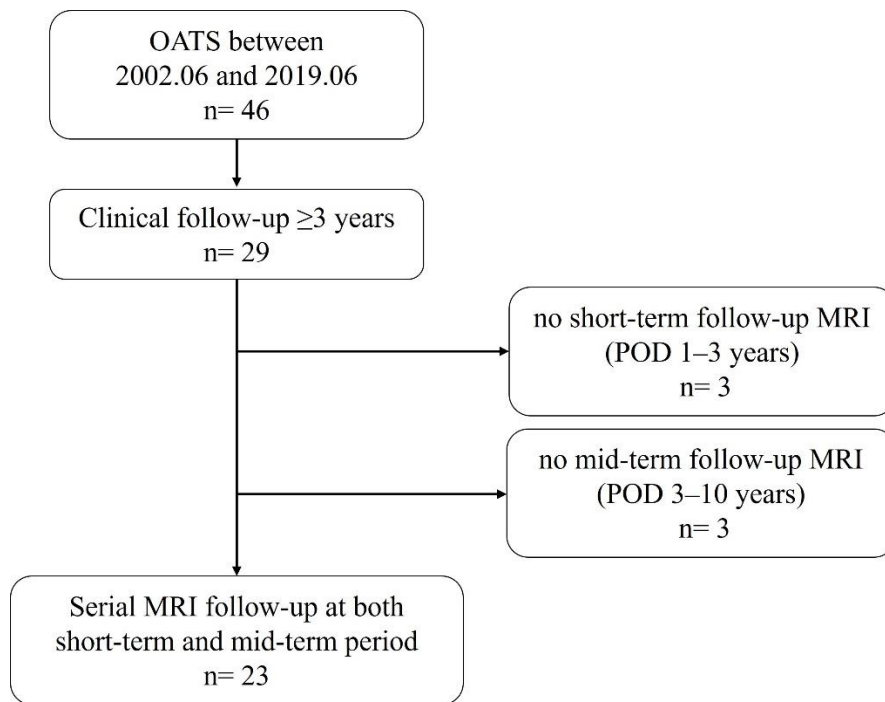 OATS between
2002.06 and 2019.06
n= 46
Clinical follow-up ≥3 years
n= 29
no short-term follow-up MRI
(POD 1–3 years)
n= 3
no mid-term follow-up MRI
(POD 3–10 years)
n= 3
Serial MRI follow-up at both
short-term and mid-term period
n= 23